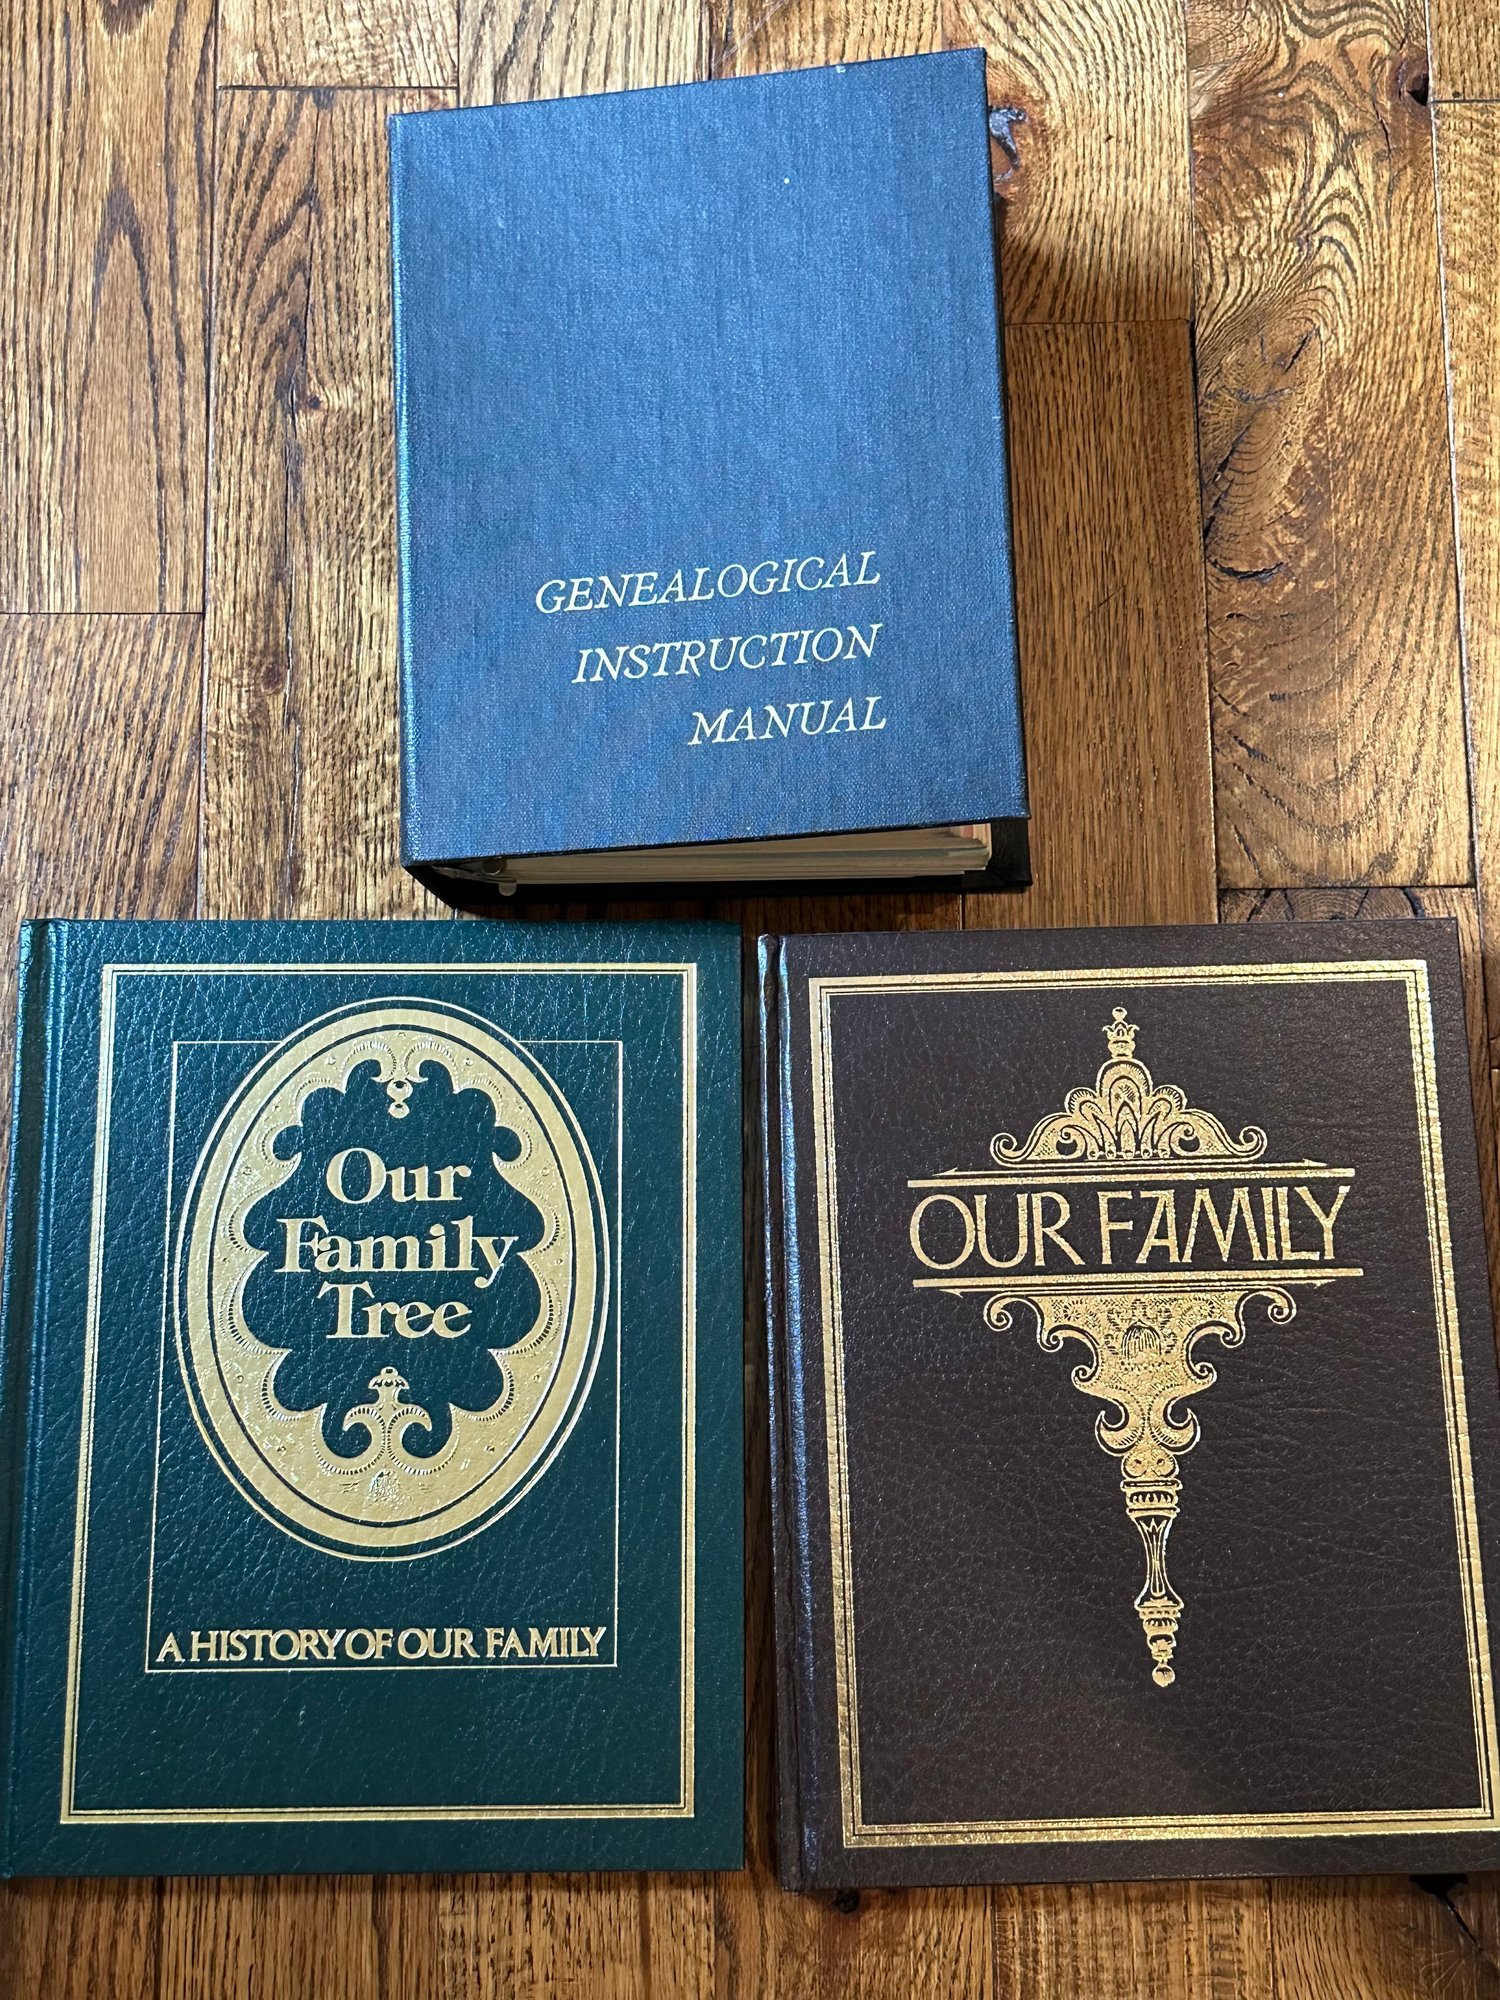 GENEALOGICAL
INSTRUCTION
MANUAL
Our
Family
Tree
A HISTORY OF OUR FAMILY
OUR FAMILY